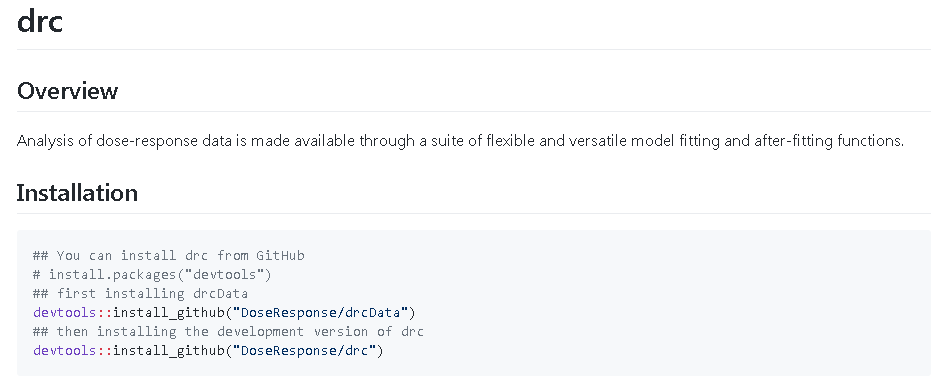 drc
Overview
Analysis of dose-response data is made available through a suite of flexible and versatile model fitting and after-fitting functions.
Installation
## You can install drc from GitHub
# install.packages("devtools")
## first installing drcData
devtools::install_github("DoseResponse/drcData")
## then installing the development version of drc
devtools::install_github("DoseResponse/drc")